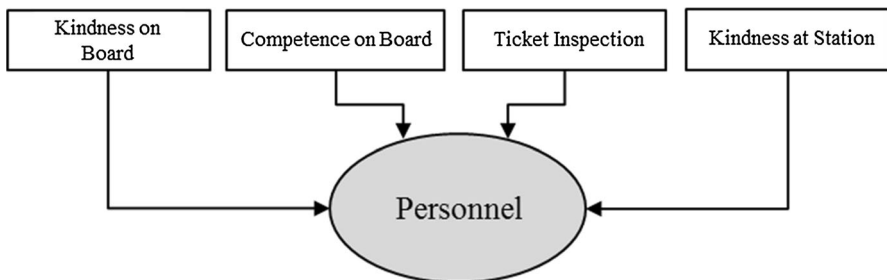 Kindness on
Board
Competence on Board
Ticket Inspection
Kindness at Station
Personnel